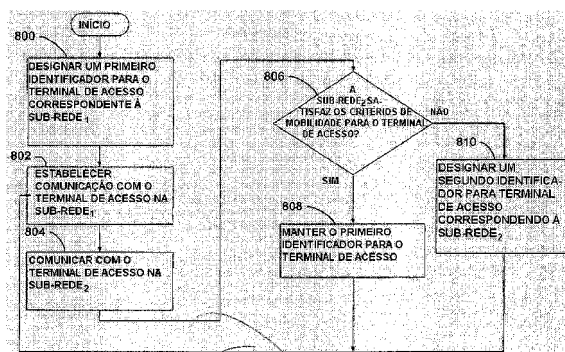 INÍCIO
800
DESIGNAR UM PRIMEIRO
IDENTIFICADOR PARA O
TERMINAL DE ACESSO
CORRESPONDENTE À
SUB-REDE1
802
ESTABELECER
COMUNICAÇÃO COM O
TERMINAL DE ACESSO NA
SUB-REDE1
804
COMUNICAR COM O
TERMINAL DE ACESSO NA
SUB-REDE2
806
A
SUB-REDE2SA-
TISFAZ OS CRITÉRIOS DE
MOBILIDADE PARA O TERMINAL
DE ACESSO?
NÃO
SIM
808
MANTER O PRIMEIRO
IDENTIFICADOR PARA O
TERMINAL DE ACESSO
810
DESIGNAR UM
SEGUNDO IDENTIFICA-
DOR PARA TERMINAL
DE ACESSO
CORRESPONDENDO À
SUB-REDE2